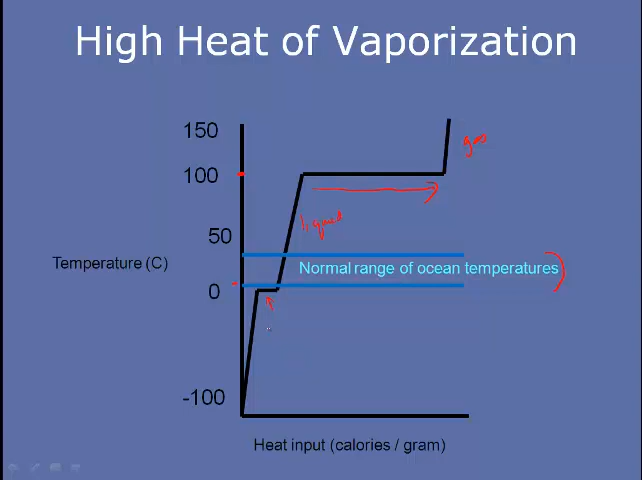 High Heat of Vaporization
150
100
50
0
-100
Temperature (C)
gas
liquid
Normal range of ocean temperatures
Heat input (calories / gram)